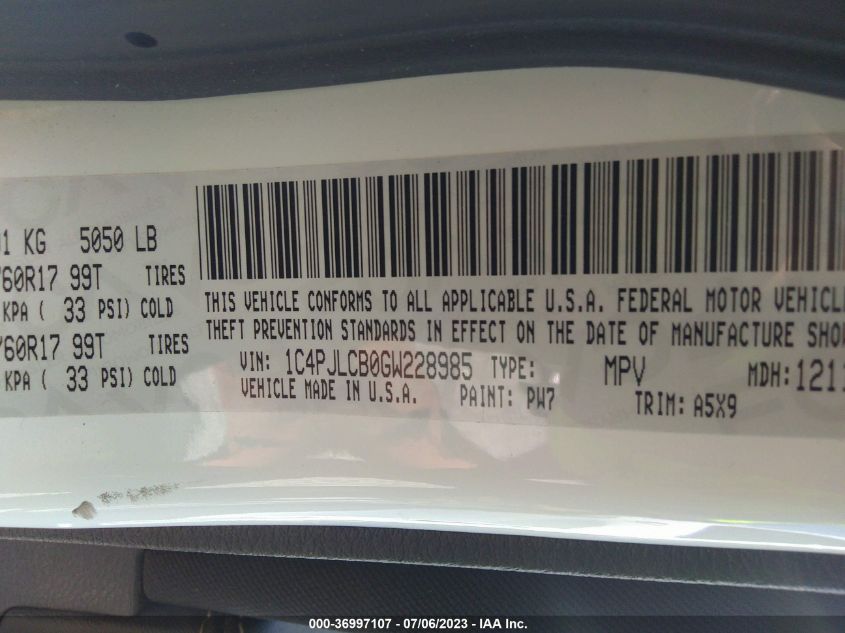 1 KG 5050 LB
60R17 99T TIRES
KPA ( 33 PSI) COLD
60R17 99T TIRES
KPA ( 33 PSI) COLD
THIS VEHICLE CONFORMS TO ALL APPLICABLE U.S.A. FEDERAL MOTOR
THEFT PREVENTION STANDARDS IN EFFECT ON THE DATE OF MANUFACTURE
VIN: 1C4PJLCB0GW228985 TYPE: MPV MDH: 121
VEHICLE MADE IN U.S.A. PAINT: PW7 TRIM: A5X9
000-36997107 / 07/06/2023 - IAA Inc.